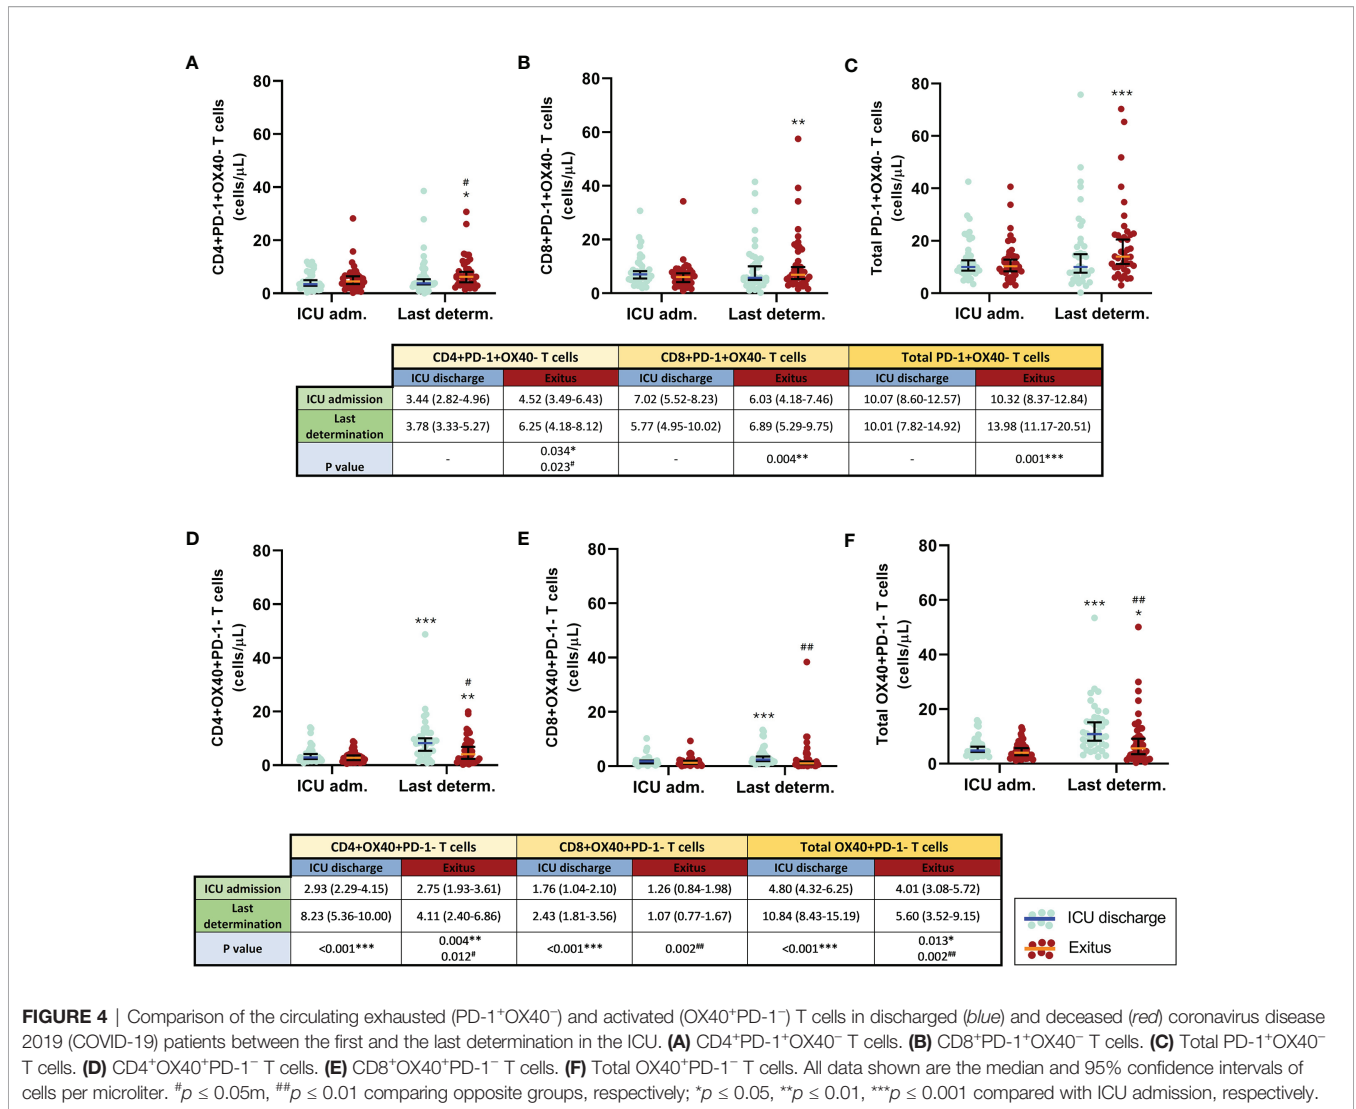 A
B
C
CD4+PD-1+OX40- T cells
(cells/µL)
80
60
40
20
0
#
*
ICU adm.
Last determ.
CD8+PD-1+OX40- T cells
(cells/µL)
80
60
40
20
0
**
ICU adm.
Last determ.
Total PD-1+OX40- T cells
(cells/µL)
80
60
40
20
0
***
ICU adm.
Last determ.
CD4+PD-1+OX40- T cells CD8+PD-1+OX40- T cells Total PD-1+OX40- T cells
ICU discharge Exitus ICU discharge Exitus ICU discharge Exitus
ICU admission 3.44 (2.82-4.96) 4.52 (3.49-6.43) 7.02 (5.52-8.23) 6.03 (4.18-7.46) 10.07 (8.60-12.57) 10.32 (8.37-12.84)
Last
determination 3.78 (3.33-5.27) 6.25 (4.18-8.12) 5.77 (4.95-10.02) 6.89 (5.29-9.75) 10.01 (7.82-14.92) 13.98 (11.17-20.51)
P value - 0.034* - 0.004** - 0.001***
0.023#
D
E
F
CD4+OX40+PD-1- T cells
(cells/µL)
80
60
40
20
0
***
#
**
ICU adm.
Last determ.
CD8+OX40+PD-1- T cells
(cells/µL)
80
60
40
20
0
***
##
ICU adm.
Last determ.
Total OX40+PD-1- T cells
(cells/µL)
80
60
40
20
0
***
##
*
ICU adm.
Last determ.
CD4+OX40+PD-1- T cells CD8+OX40+PD-1- T cells Total OX40+PD-1- T cells
ICU discharge Exitus ICU discharge Exitus ICU discharge Exitus
ICU admission 2.93 (2.29-4.15) 2.75 (1.93-3.61) 1.76 (1.04-2.10) 1.26 (0.84-1.98) 4.80 (4.32-6.25) 4.01 (3.08-5.72)
Last
determination 8.23 (5.36-10.00) 4.11 (2.40-6.86) 2.43 (1.81-3.56) 1.07 (0.77-1.67) 10.84 (8.43-15.19) 5.60 (3.52-9.15)
P value <0.001*** 0.004** <0.001*** 0.002## <0.001*** 0.013*
0.012# 0.002##
ICU discharge
Exitus
FIGURE 4 | Comparison of the circulating exhausted (PD-1⁺OX40⁻) and activated (OX40⁺PD-1⁻) T cells in discharged (blue) and deceased (red) coronavirus disease
2019 (COVID-19) patients between the first and the last determination in the ICU. (A) CD4⁺PD-1⁺OX40⁻ T cells. (B) CD8⁺PD-1⁺OX40⁻ T cells. (C) Total PD-1⁺OX40⁻
T cells. (D) CD4⁺OX40⁺PD-1⁻ T cells. (E) CD8⁺OX40⁺PD-1⁻ T cells. (F) Total OX40⁺PD-1⁻ T cells. All data shown are the median and 95% confidence intervals of
cells per microliter. #p ≤ 0.05m, ##p ≤ 0.01 comparing opposite groups, respectively; *p ≤ 0.05, **p ≤ 0.01, ***p ≤ 0.001 compared with ICU admission, respectively.